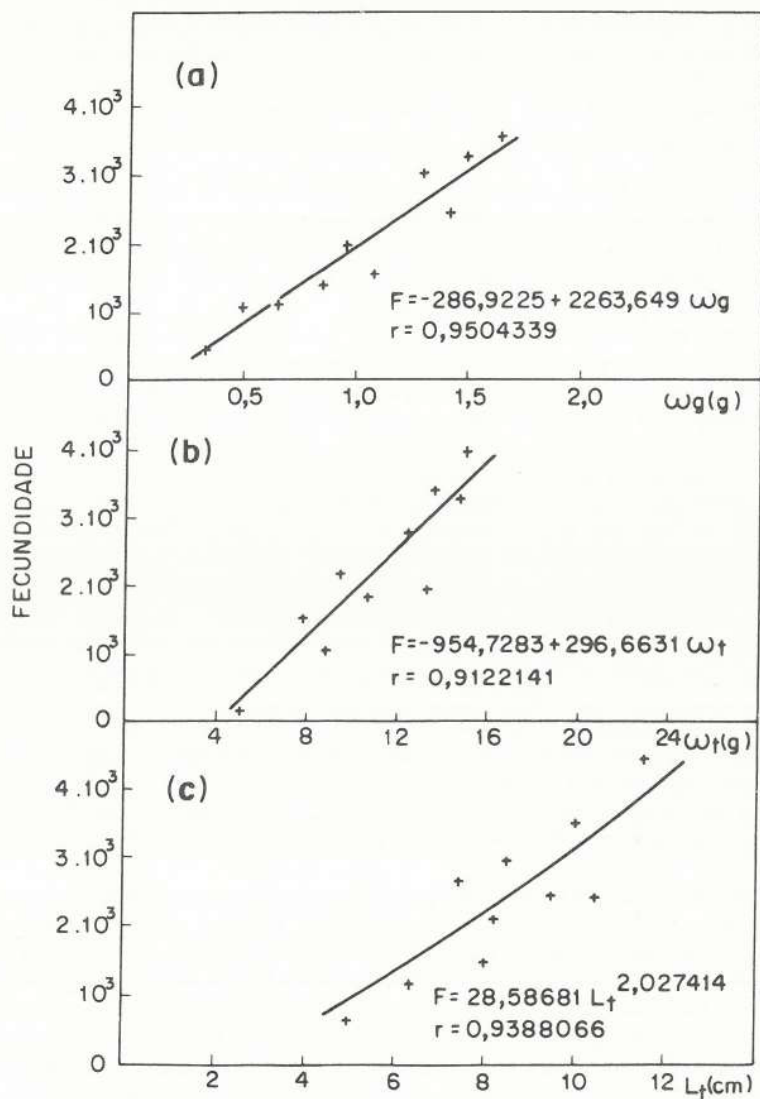 FECUNDIDADE
(a)
4.10³
3.10³
2.10³
10³
0
F=-286,9225 + 2263,649 ωg
r = 0,9504339
0,5 1,0 1,5 2,0 ωg(g)
(b)
4.10³
3.10³
2.10³
10³
0
F=-954,7283+296,6631 ωt
r = 0,9122141
4 8 12 16 20 24 ωt(g)
(c)
4.10³
3.10³
2.10³
10³
0
F= 28,58681 Lt^2,027414
r = 0,9388066
2 4 6 8 10 12 Lt(cm)